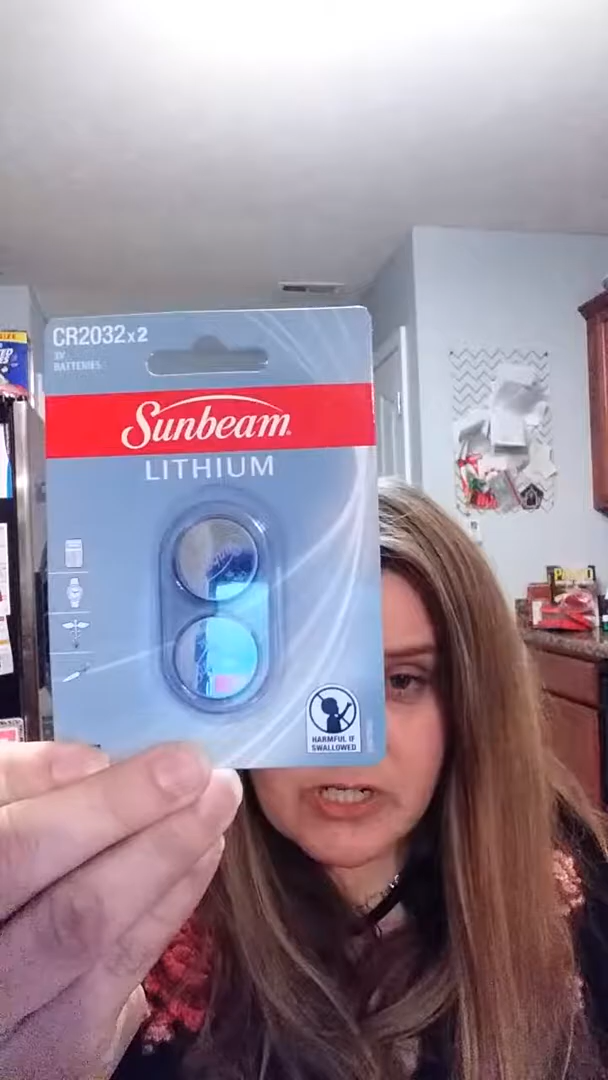 CR2032x2
3V
BATTERIES
Sunbeam
LITHIUM
HARMFUL IF
SWALLOWED